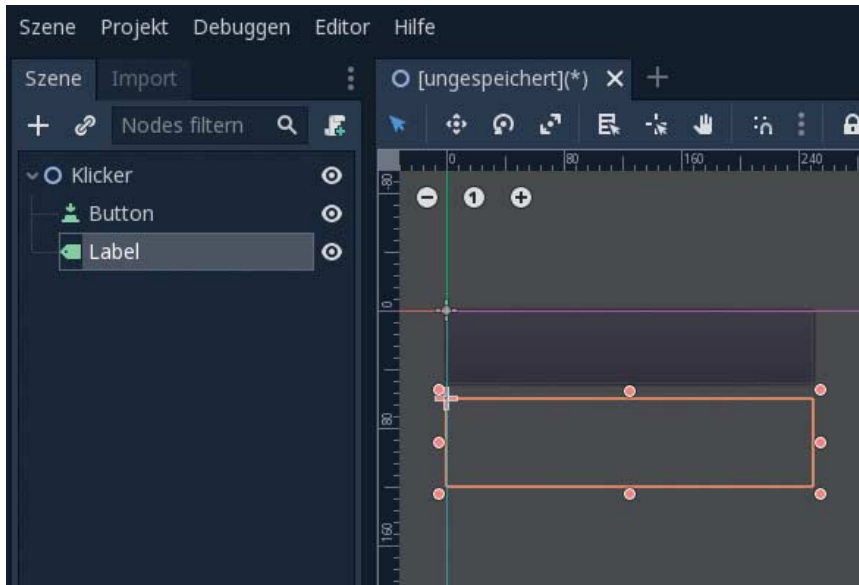 Szene Projekt Debuggen Editor Hilfe
Szene Import
[ungespeichert](*)
Nodes filtern
0 80 160 240
Klicker
Button
Label
-80
1
0
80
160